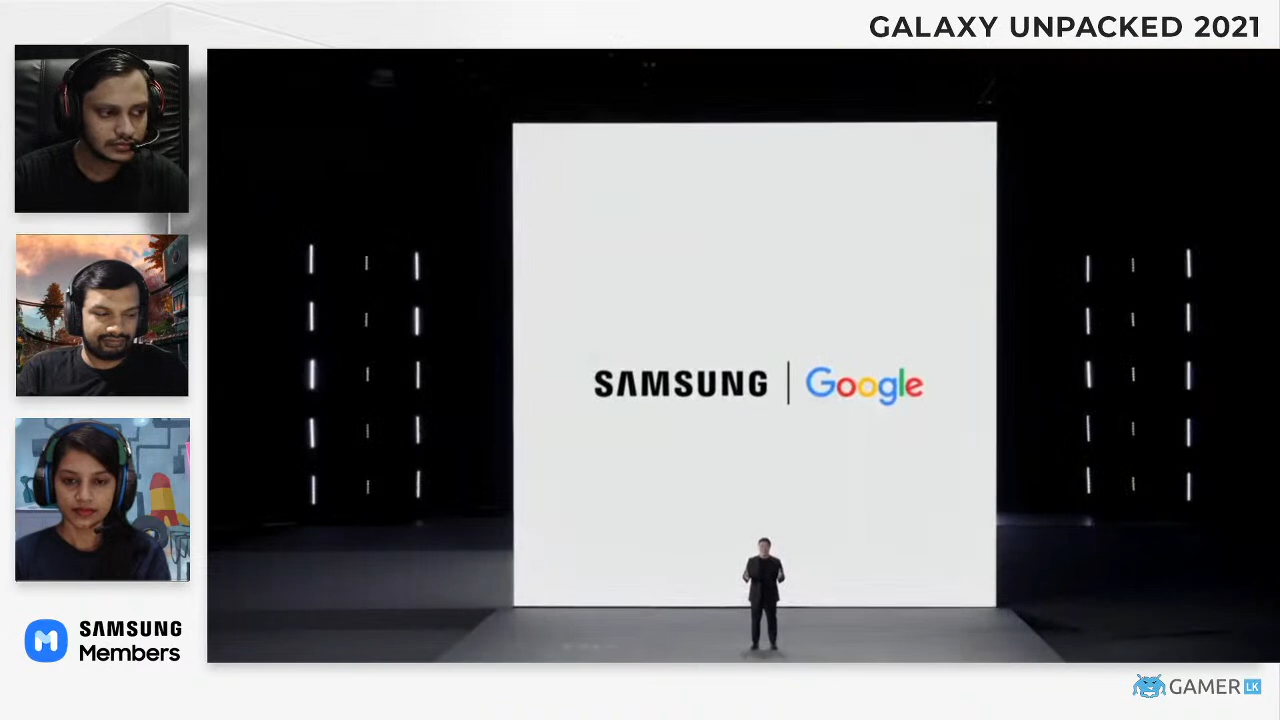 GALAXY UNPACKED 2021
SAMSUNG | Google
SAMSUNG
Members
GAMER LK